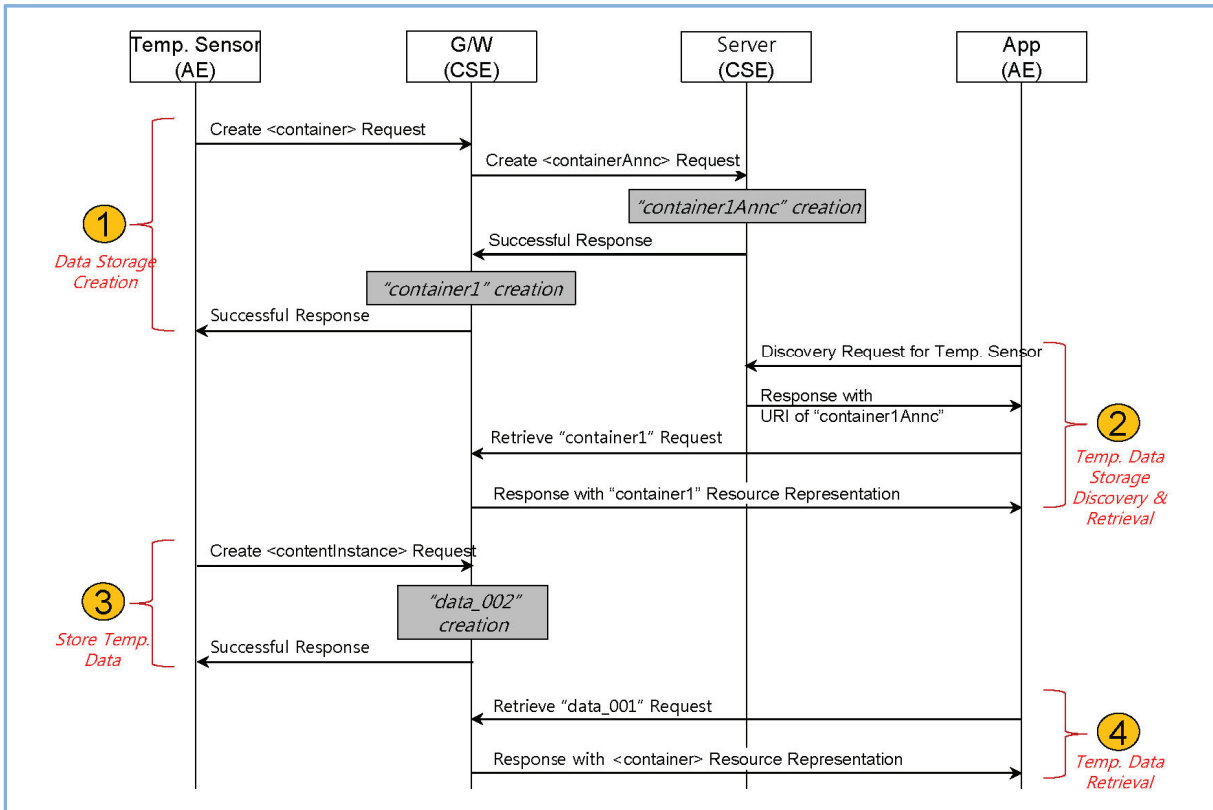 Temp. Sensor
(AE)
G/W
(CSE)
Server
(CSE)
App
(AE)
Create <container> Request
Create <containerAnnc> Request
"container1Annc" creation
1
Data Storage
Creation
Successful Response
"container1" creation
Successful Response
Discovery Request for Temp. Sensor
Response with
URI of "container1Annc"
2
Temp. Data
Storage
Discovery &
Retrieval
Retrieve "container1" Request
Response with "container1" Resource Representation
Create <contentInstance> Request
3
Store Temp.
Data
"data_002"
creation
Successful Response
Retrieve "data_001" Request
4
Temp. Data
Retrieval
Response with <container> Resource Representation